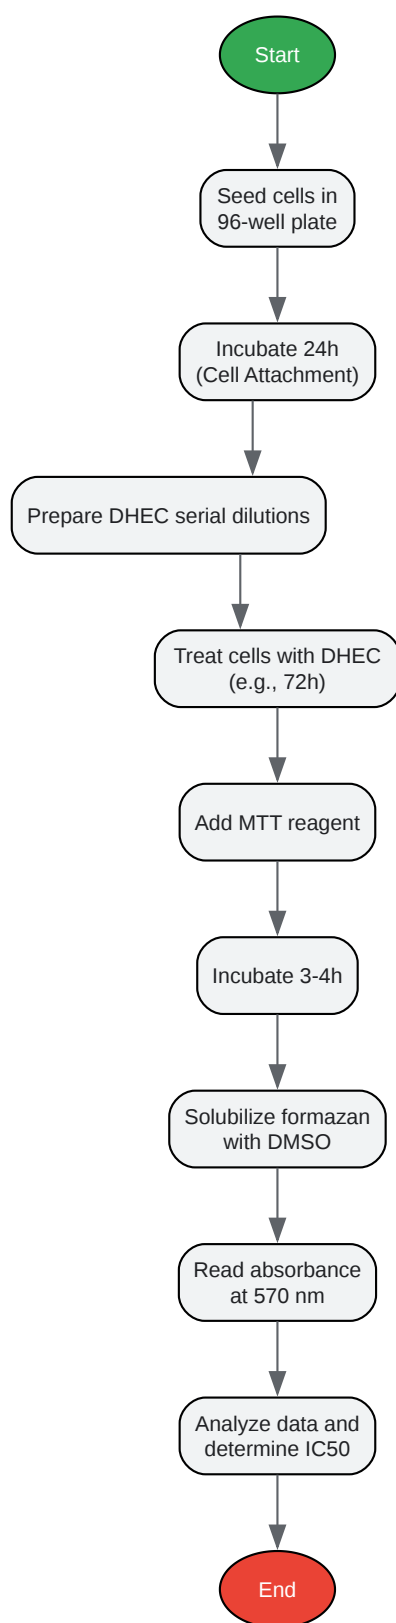 Start
Seed cells in
96-well plate
Incubate 24h
(Cell Attachment)
Prepare DHEC serial dilutions
Treat cells with DHEC
(e.g., 72h)
Add MTT reagent
Incubate 3-4h
Solubilize formazan
with DMSO
Read absorbance
at 570 nm
Analyze data and
determine IC50
End